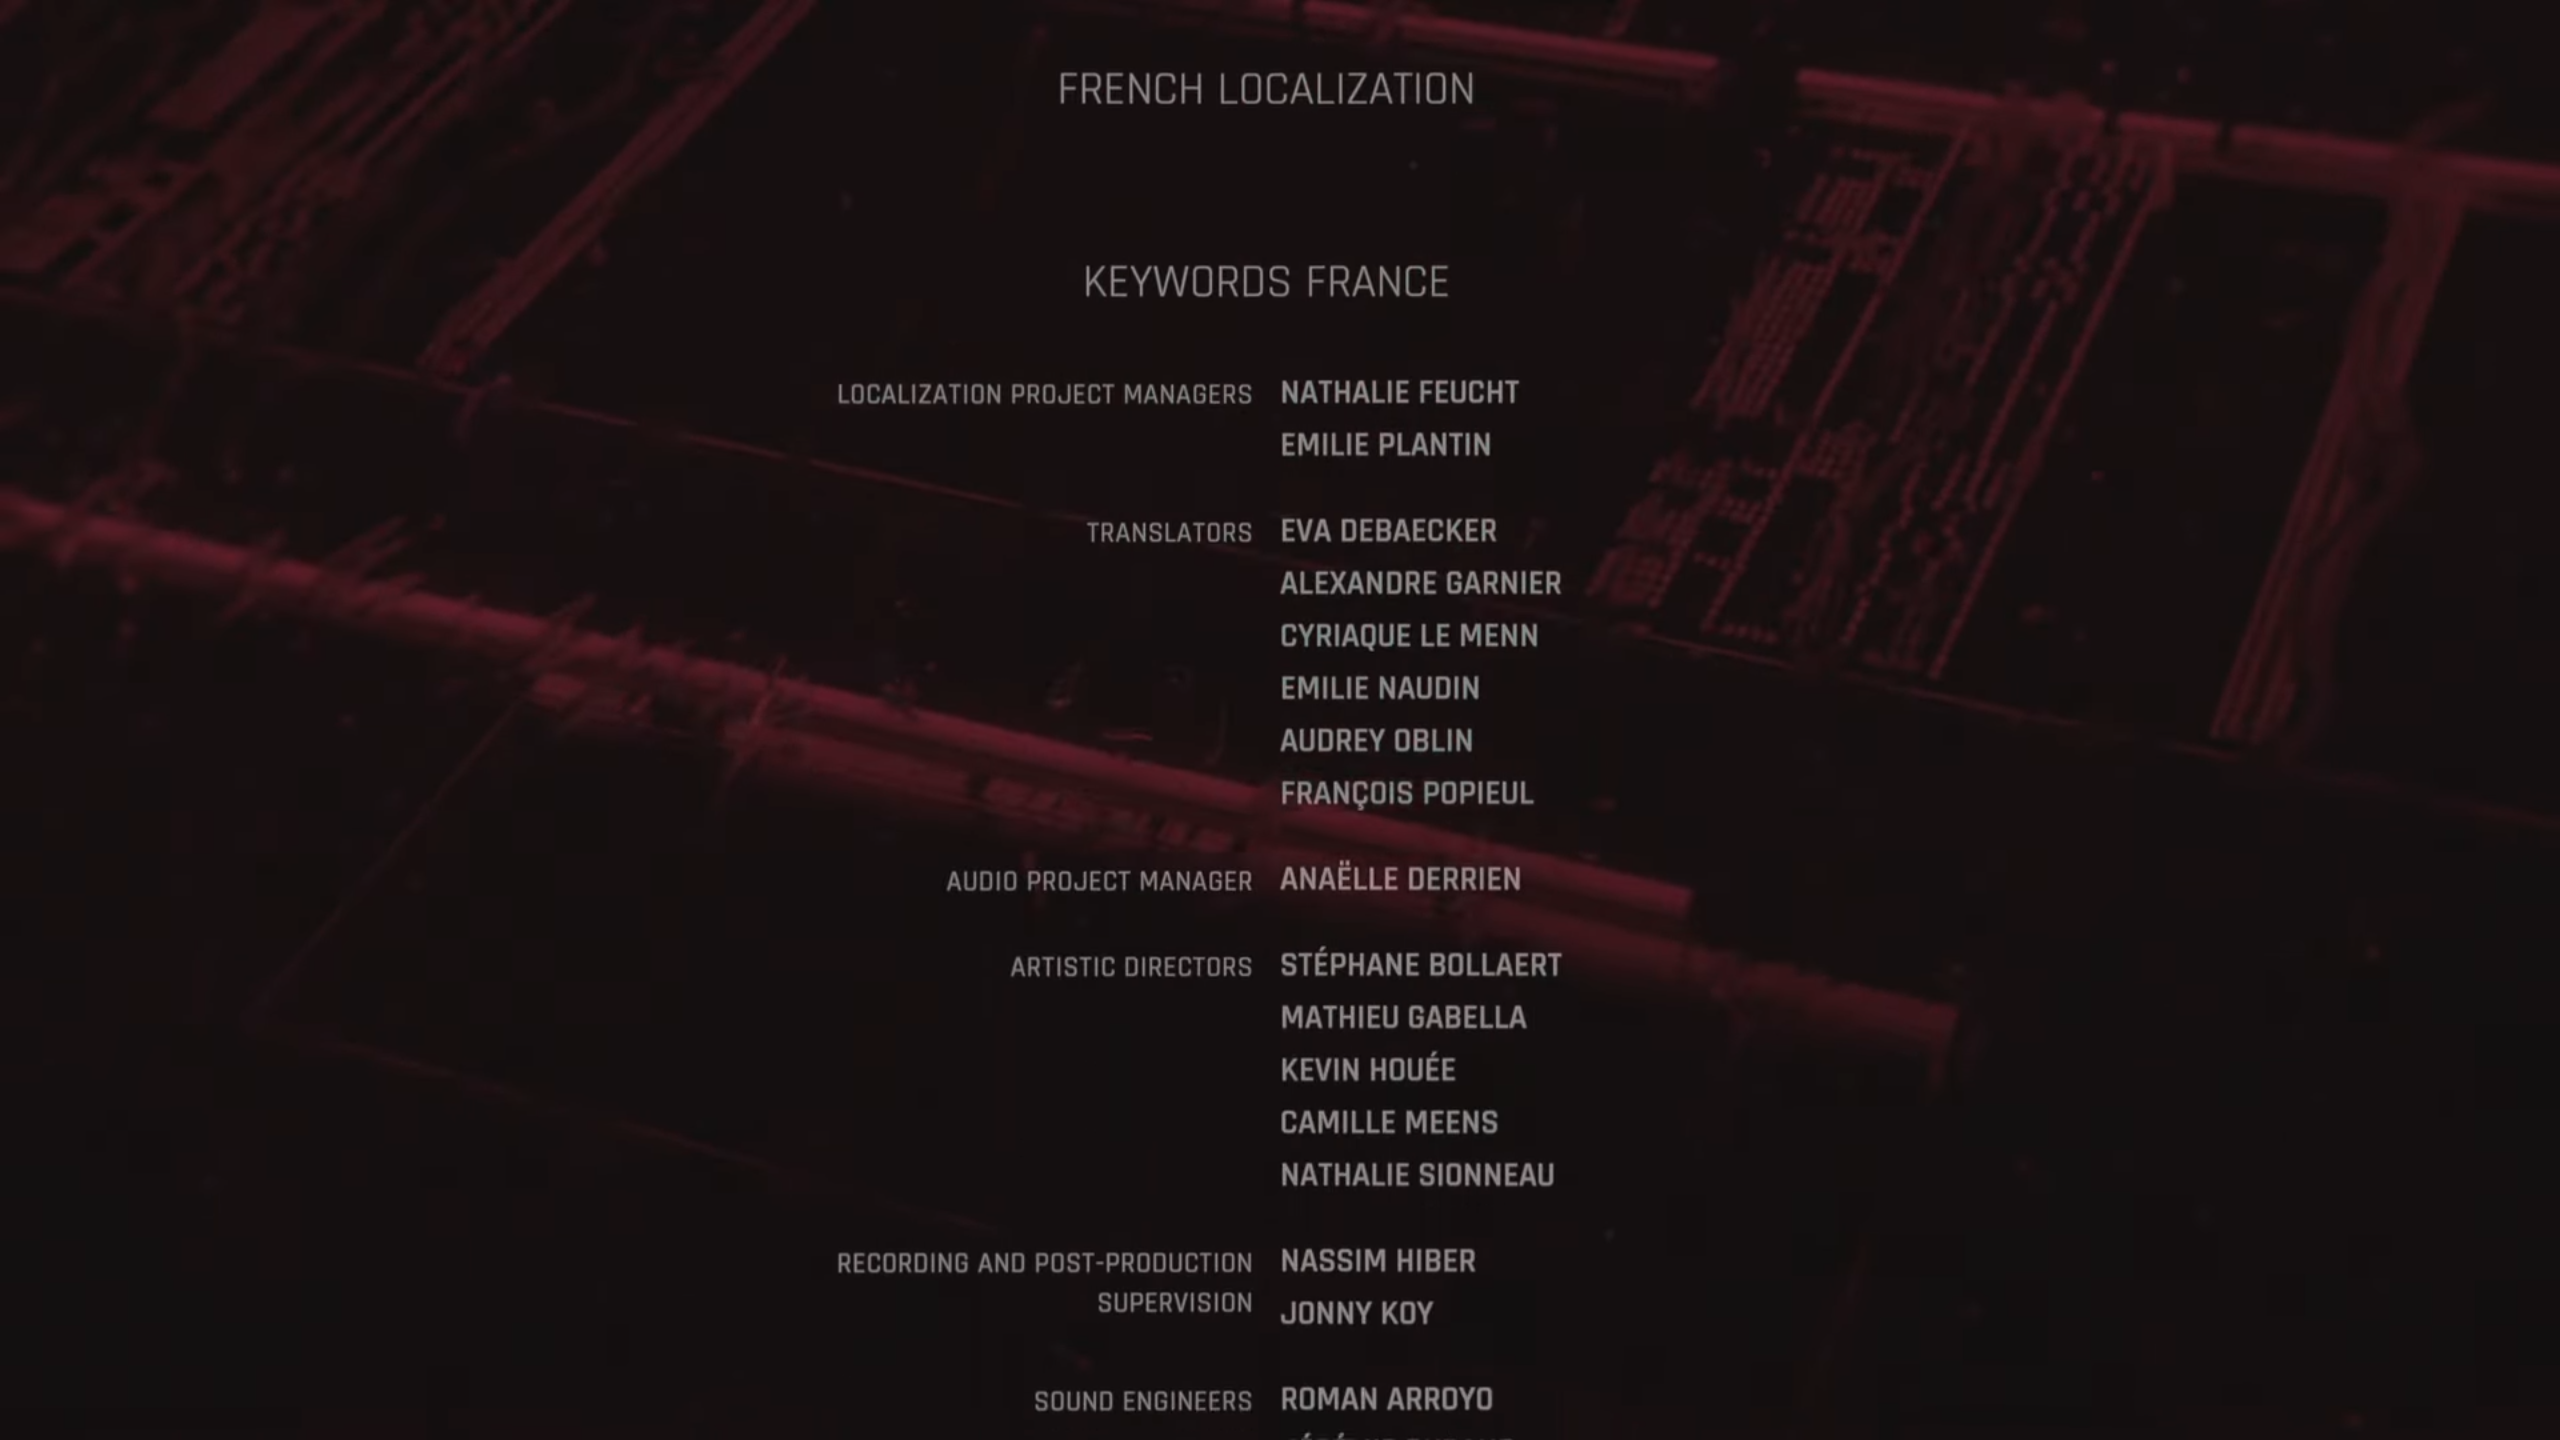 FRENCH LOCALIZATION
KEYWORDS FRANCE
LOCALIZATION PROJECT MANAGERS NATHALIE FEUCHT
EMILIE PLANTIN
TRANSLATORS EVA DEBAECKER
ALEXANDRE GARNIER
CYRIAQUE LE MENN
EMILIE NAUDIN
AUDREY OBLIN
FRANÇOIS POPIEUL
AUDIO PROJECT MANAGER ANAËLLE DERRIEN
ARTISTIC DIRECTORS STÉPHANE BOLLAERT
MATHIEU GABELLA
KEVIN HOUÉE
CAMILLE MEENS
NATHALIE SIONNEAU
RECORDING AND POST-PRODUCTION NASSIM HIBER
SUPERVISION JONNY KOY
SOUND ENGINEERS ROMAN ARROYO